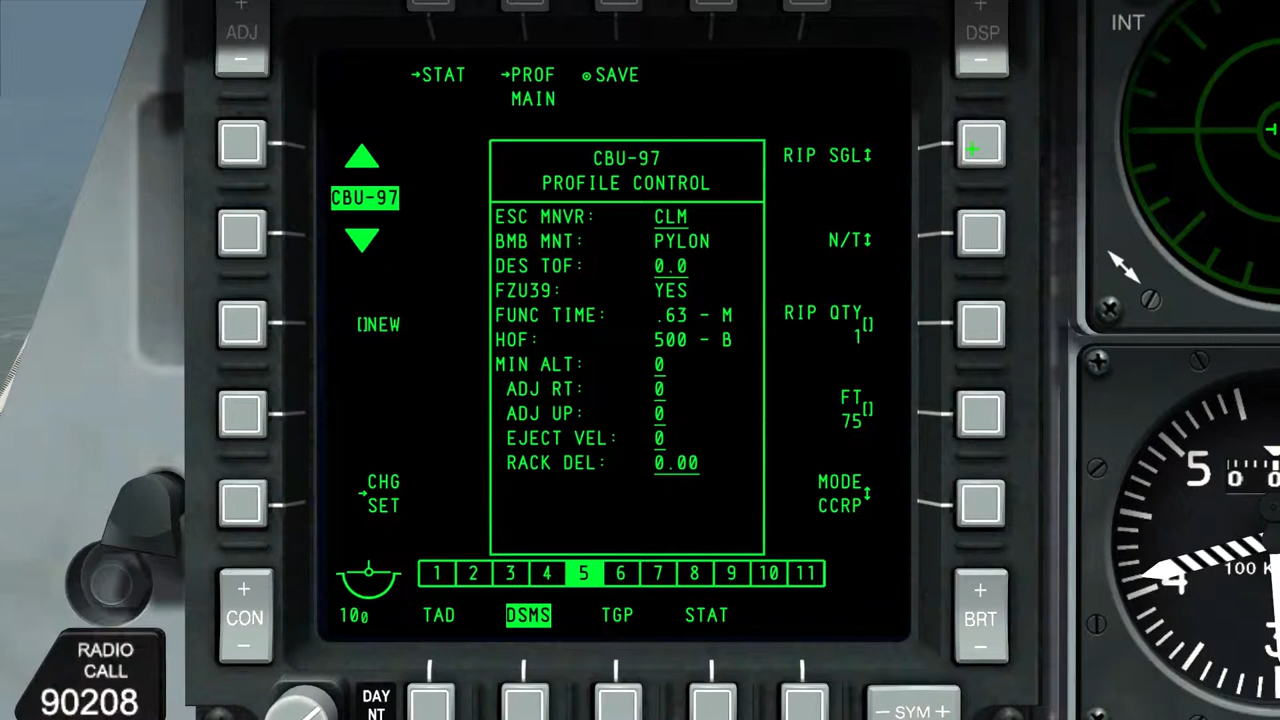 ADJ
DSP
INT
→STAT →PROF ⊙SAVE
MAIN
CBU-97
PROFILE CONTROL
RIP SGL↕
CBU-97
ESC MNVR: CLM
BMB MNT: PYLON
N/T↕
DES TOF: 0.0
FZU39: YES
FUNC TIME: .63 - M
RIP QTY
[]NEW
1[]
HOF: 500 - B
MIN ALT: 0
ADJ RT: 0
FT
ADJ UP: 0
75[]
EJECT VEL: 0
RACK DEL: 0.00
CHG
→SET
MODE
CCRP↕
5 0
1 2 3 4 5 6 7 8 9 10 11
4
10g TAD DSMS TGP STAT
+
CON
-
+
BRT
-
RADIO
CALL
90208
DAY
NT
- SYM +